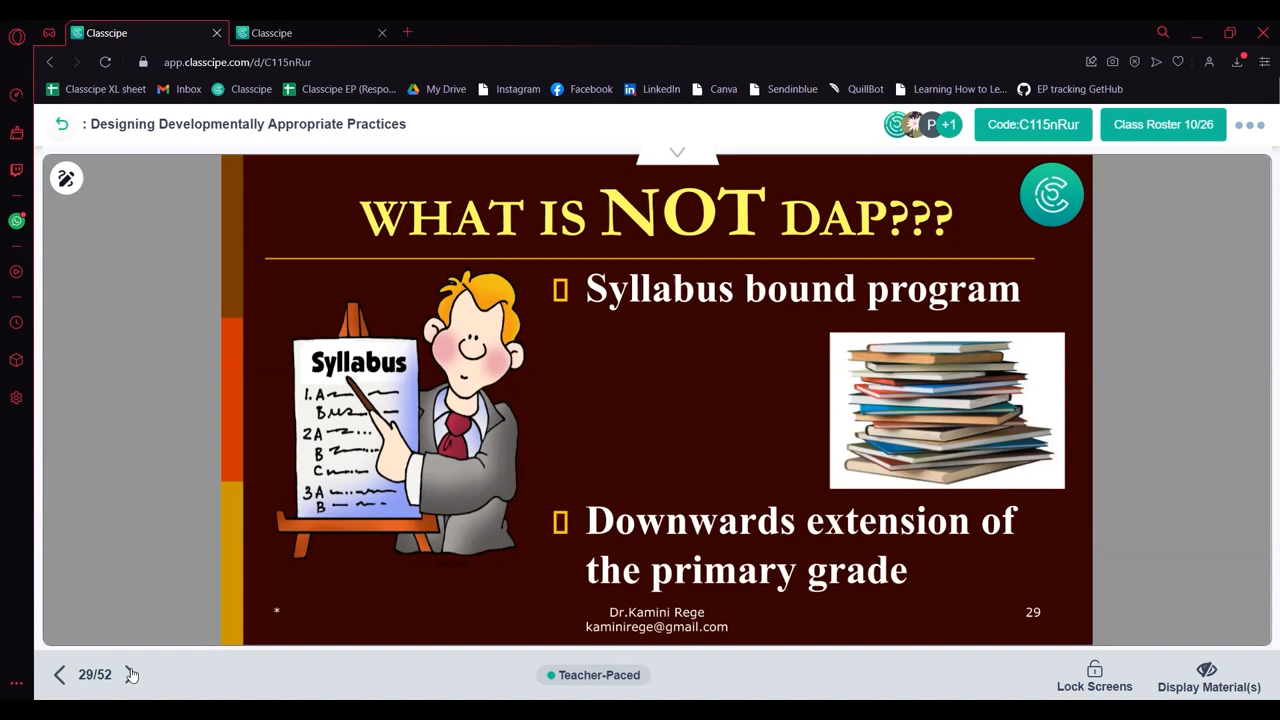 Classcipe
Classcipe
app.classcipe.com/d/C115nRur
Classcipe XL sheet
Inbox
Classcipe
Classcipe EP (Respo...
My Drive
Instagram
Facebook
LinkedIn
Canva
Sendinblue
QuillBot
Learning How to Le...
EP tracking GetHub
: Designing Developmentally Appropriate Practices
P
+1
Code:C115nRur
Class Roster 10/26
WHAT IS NOT DAP???
Syllabus bound program
Syllabus
1. A
B
2 A
B
C
3 A
B
Downwards extension of
the primary grade
*
Dr.Kamini Rege
kaminirege@gmail.com
29
29/52
Teacher-Paced
Lock Screens
Display Material(s)